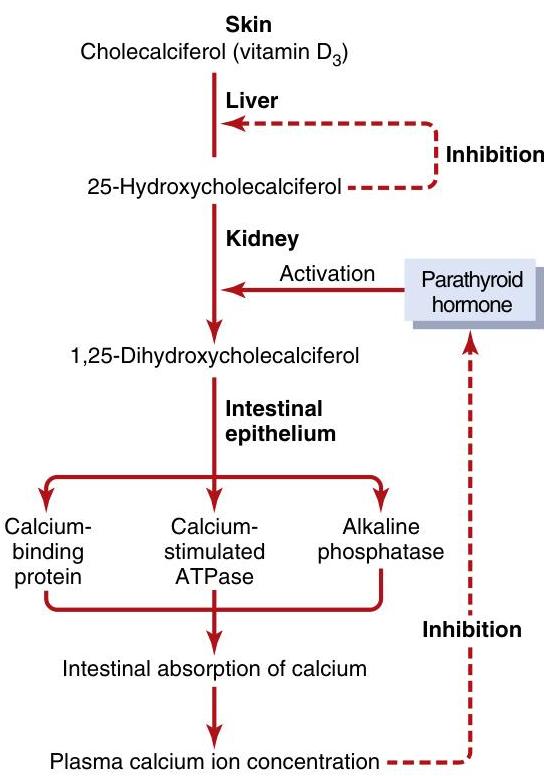 Skin
Cholecalciferol (vitamin D3)
Liver
Inhibition
25-Hydroxycholecalciferol
Kidney
Activation
Parathyroid
hormone
1,25-Dihydroxycholecalciferol
Intestinal
epithelium
Calcium-
binding
protein
Calcium-
stimulated
ATPase
Alkaline
phosphatase
Inhibition
Intestinal absorption of calcium
Plasma calcium ion concentration